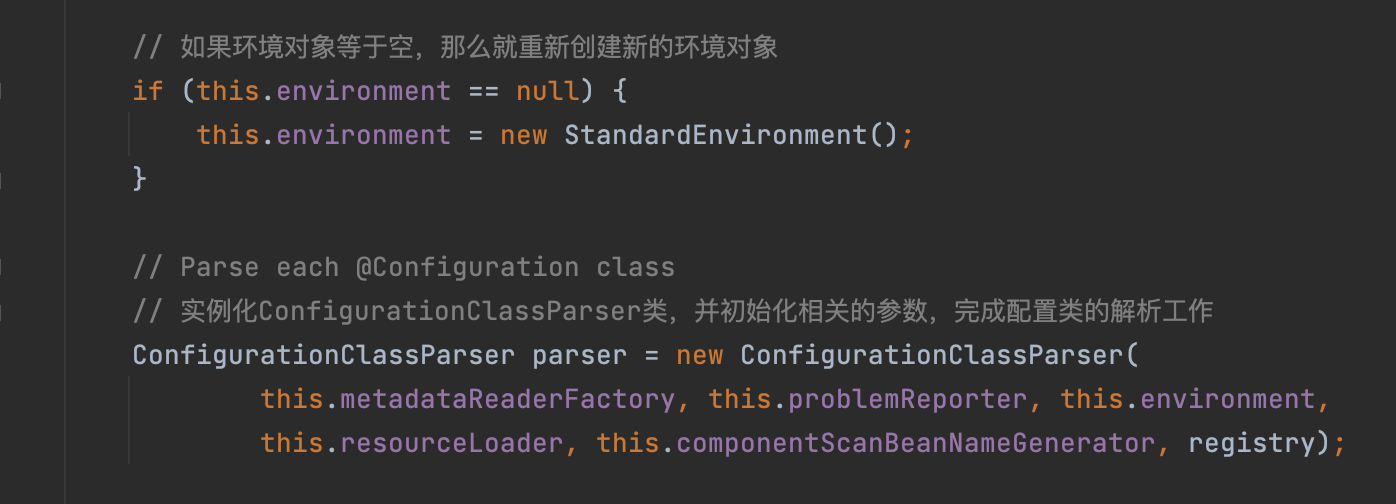 // 如果环境对象等于空，那么就重新创建新的环境对象
if (this.environment == null) {
this.environment = new StandardEnvironment();
}
// Parse each @Configuration class
// 实例化ConfigurationClassParser类，并初始化相关的参数，完成配置类的解析工作
ConfigurationClassParser parser = new ConfigurationClassParser(
this.metadataReaderFactory, this.problemReporter, this.environment,
this.resourceLoader, this.componentScanBeanNameGenerator, registry);